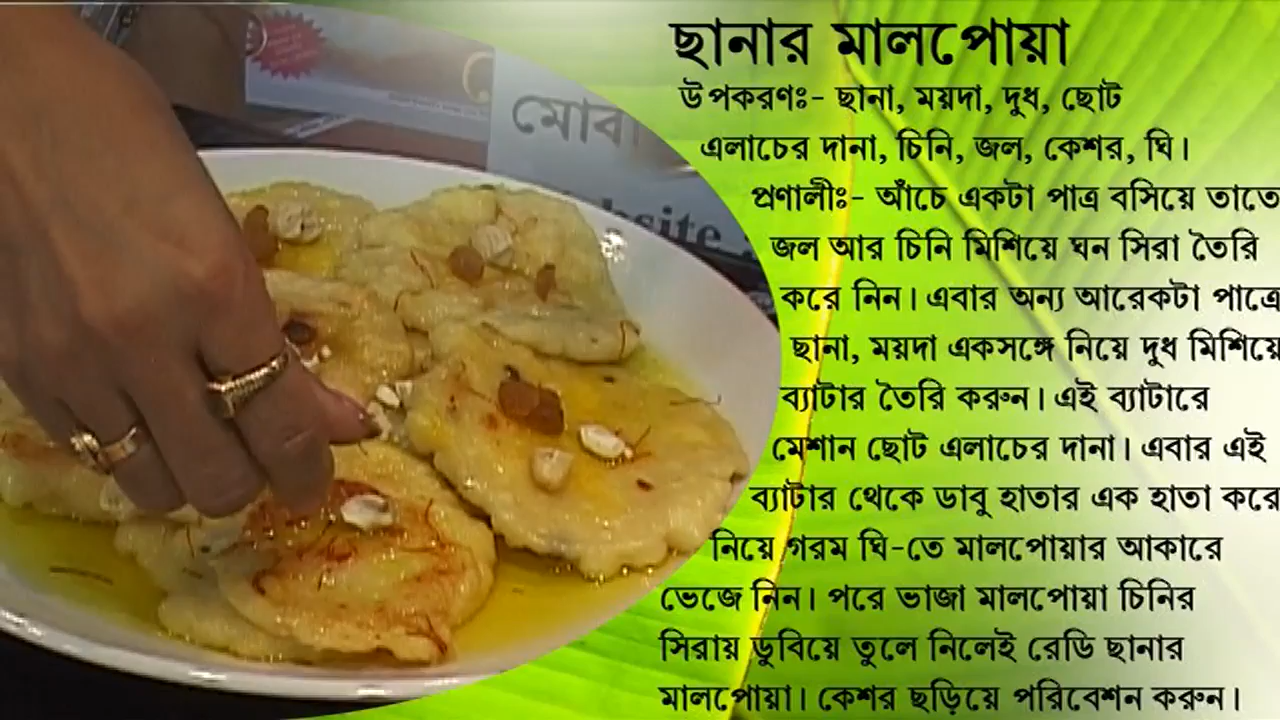 ছানার মালপোয়া
উপকরণঃ- ছানা, ময়দা, দুধ, ছোট
এলাচের দানা, চিনি, জল, কেশর, ঘি।
প্রণালীঃ- আঁচে একটা পাত্র বসিয়ে তাতে
জল আর চিনি মিশিয়ে ঘন সিরা তৈরি
করে নিন। এবার অন্য আরেকটা পাত্রে
ছানা, ময়দা একসঙ্গে নিয়ে দুধ মিশিয়ে
ব্যাটার তৈরি করুন। এই ব্যাটারে
মেশান ছোট এলাচের দানা। এবার এই
ব্যাটার থেকে ডাবু হাতার এক হাতা করে
নিয়ে গরম ঘি-তে মালপোয়ার আকারে
ভেজে নিন। পরে ভাজা মালপোয়া চিনির
সিরায় ডুবিয়ে তুলে নিলেই রেডি ছানার
মালপোয়া। কেশর ছড়িয়ে পরিবেশন করুন।